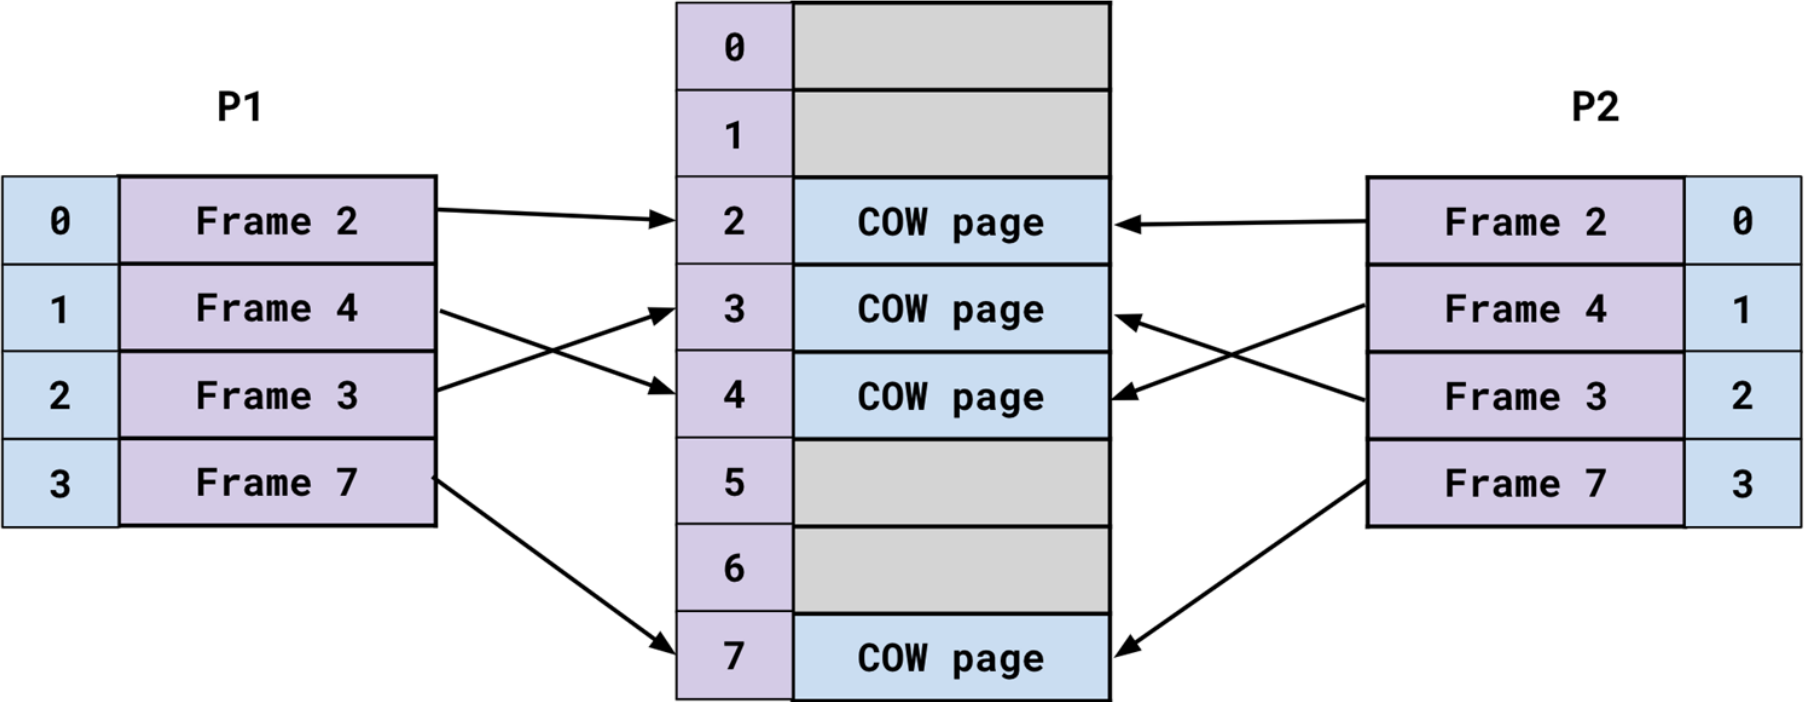 P1
0 Frame 2
1 Frame 4
2 Frame 3
3 Frame 7
0
1
2 COW page
3 COW page
4 COW page
5
6
7 COW page
P2
Frame 2 0
Frame 4 1
Frame 3 2
Frame 7 3